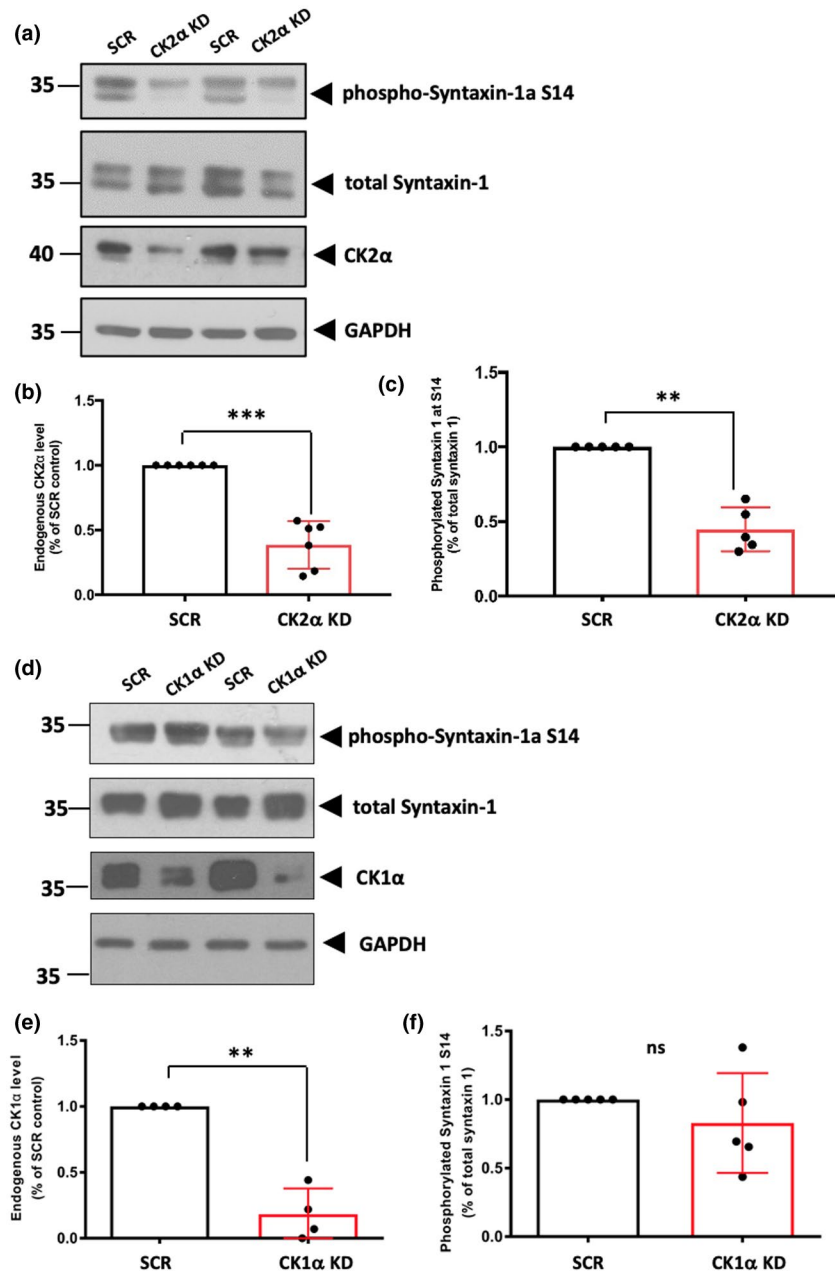 (a)
SCR CK2α KD SCR CK2α KD
35
phospho-Syntaxin-1a S14
35
total Syntaxin-1
40
CK2α
35
GAPDH
(b)
Endogenous CK2α level
(% of SCR control)
1.5
1.0
0.5
0.0
***
SCR CK2α KD
(c)
Phosphorylated Syntaxin 1 at S14
(% of total syntaxin 1)
1.5
1.0
0.5
0.0
**
SCR CK2α KD
(d)
SCR CK1α KD SCR CK1α KD
35
phospho-Syntaxin-1a S14
35
total Syntaxin-1
35
CK1α
GAPDH
35
(e)
Endogenous CK1α level
(% of SCR control)
1.5
1.0
0.5
0.0
**
SCR CK1α KD
(f)
Phosphorylated Syntaxin 1 S14
(% of total syntaxin 1)
1.5
1.0
0.5
0.0
ns
SCR CK1α KD